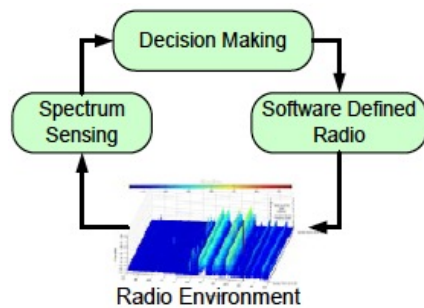 Decision Making
Spectrum
Sensing
Software Defined
Radio
Radio Environment